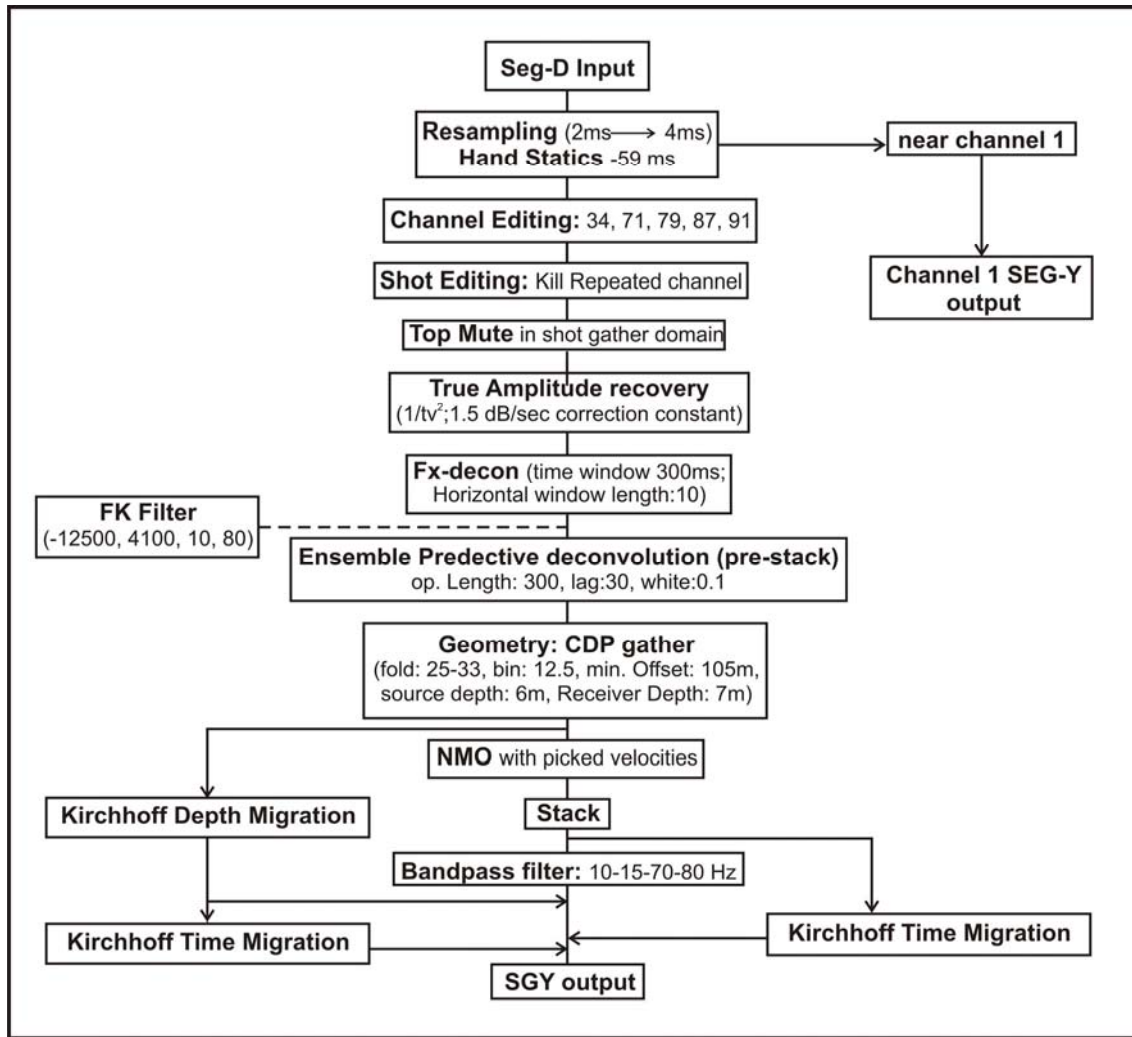 Seg-D Input
Resampling (2ms⟶ 4ms)
Hand Statics -59 ms
near channel 1
Channel Editing: 34, 71, 79, 87, 91
Channel 1 SEG-Y
output
Shot Editing: Kill Repeated channel
Top Mute in shot gather domain
True Amplitude recovery
(1/tv²;1.5 dB/sec correction constant)
Fx-decon (time window 300ms;
Horizontal window length:10)
FK Filter
(-12500, 4100, 10, 80)
Ensemble Predective deconvolution (pre-stack)
op. Length: 300, lag:30, white:0.1
Geometry: CDP gather
(fold: 25-33, bin: 12.5, min. Offset: 105m,
source depth: 6m, Receiver Depth: 7m)
NMO with picked velocities
Kirchhoff Depth Migration
Stack
Bandpass filter: 10-15-70-80 Hz
Kirchhoff Time Migration
Kirchhoff Time Migration
SGY output